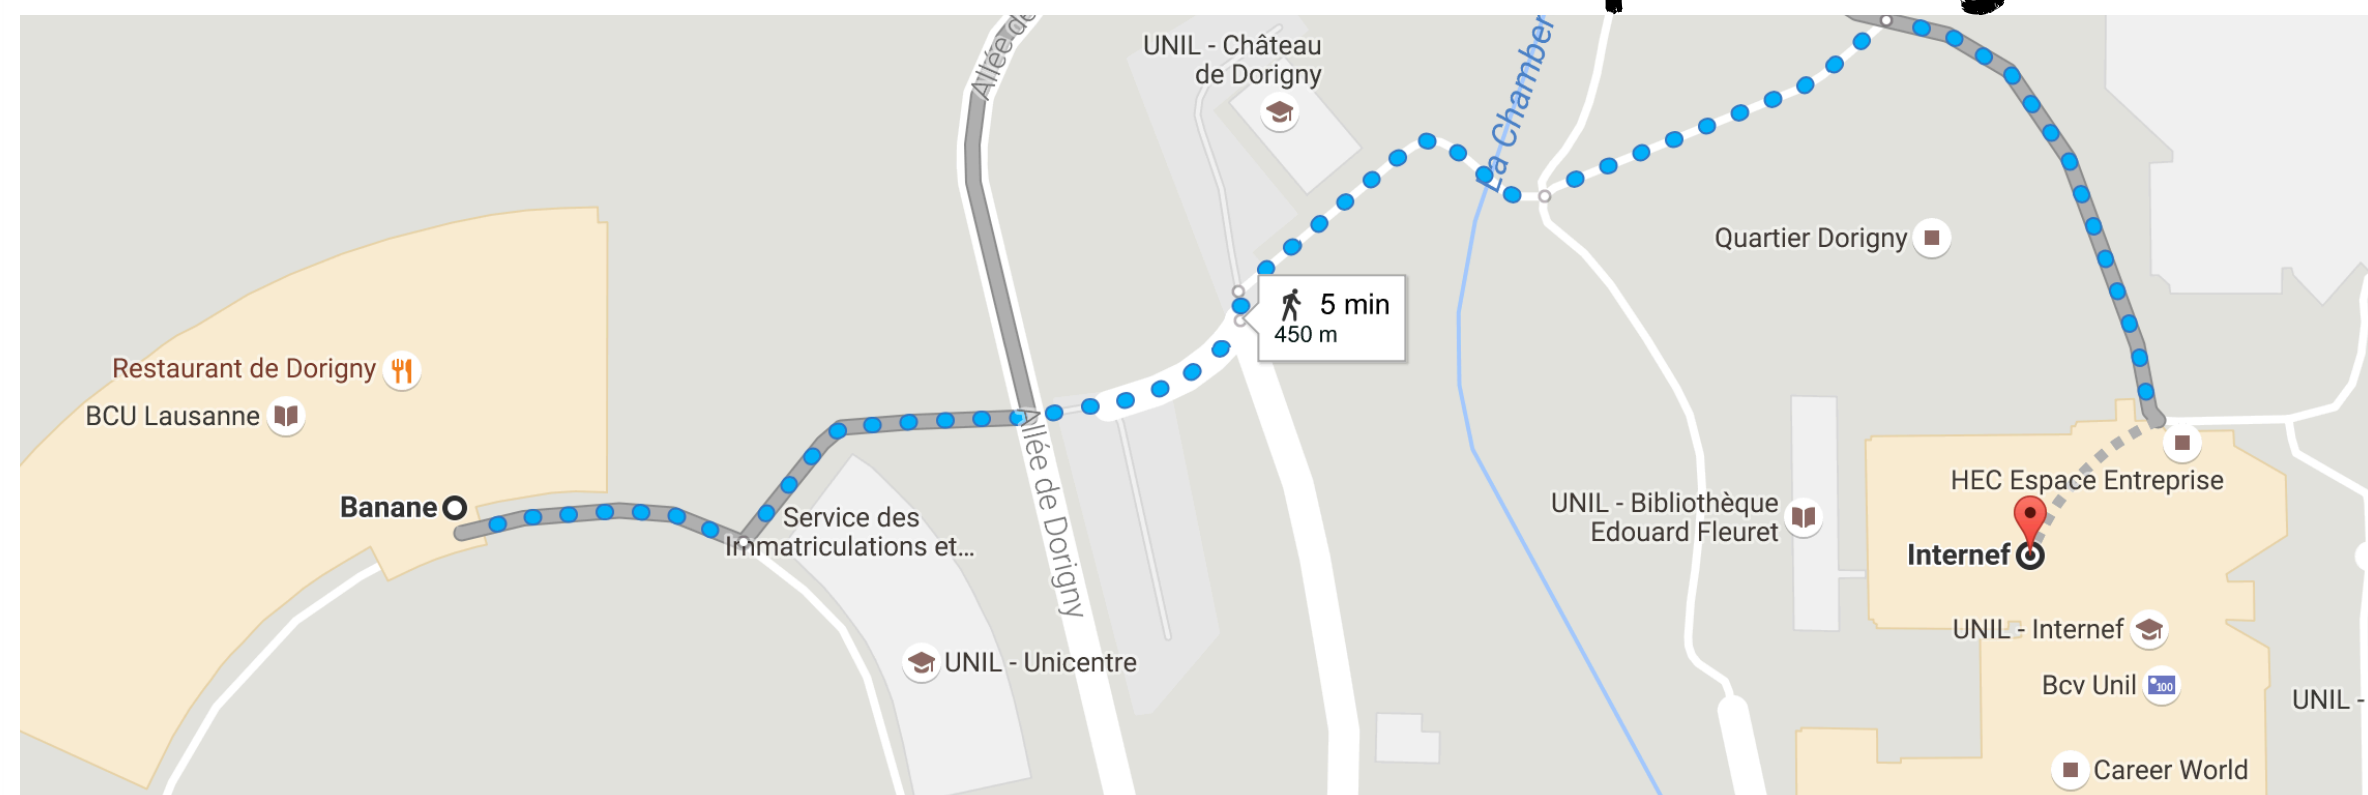 Allée de
UNIL - Château
de Dorigny
La Chamber
Quartier Dorigny
5 min
450 m
Restaurant de Dorigny
BCU Lausanne
Banane
Service des
Immatriculations et...
Allée de Dorigny
HEC Espace Entreprise
UNIL - Bibliothèque
Edouard Fleuret
Internef
UNIL - Internef
UNIL - Unicentre
Bcv Unil
100
UNIL -
Career World